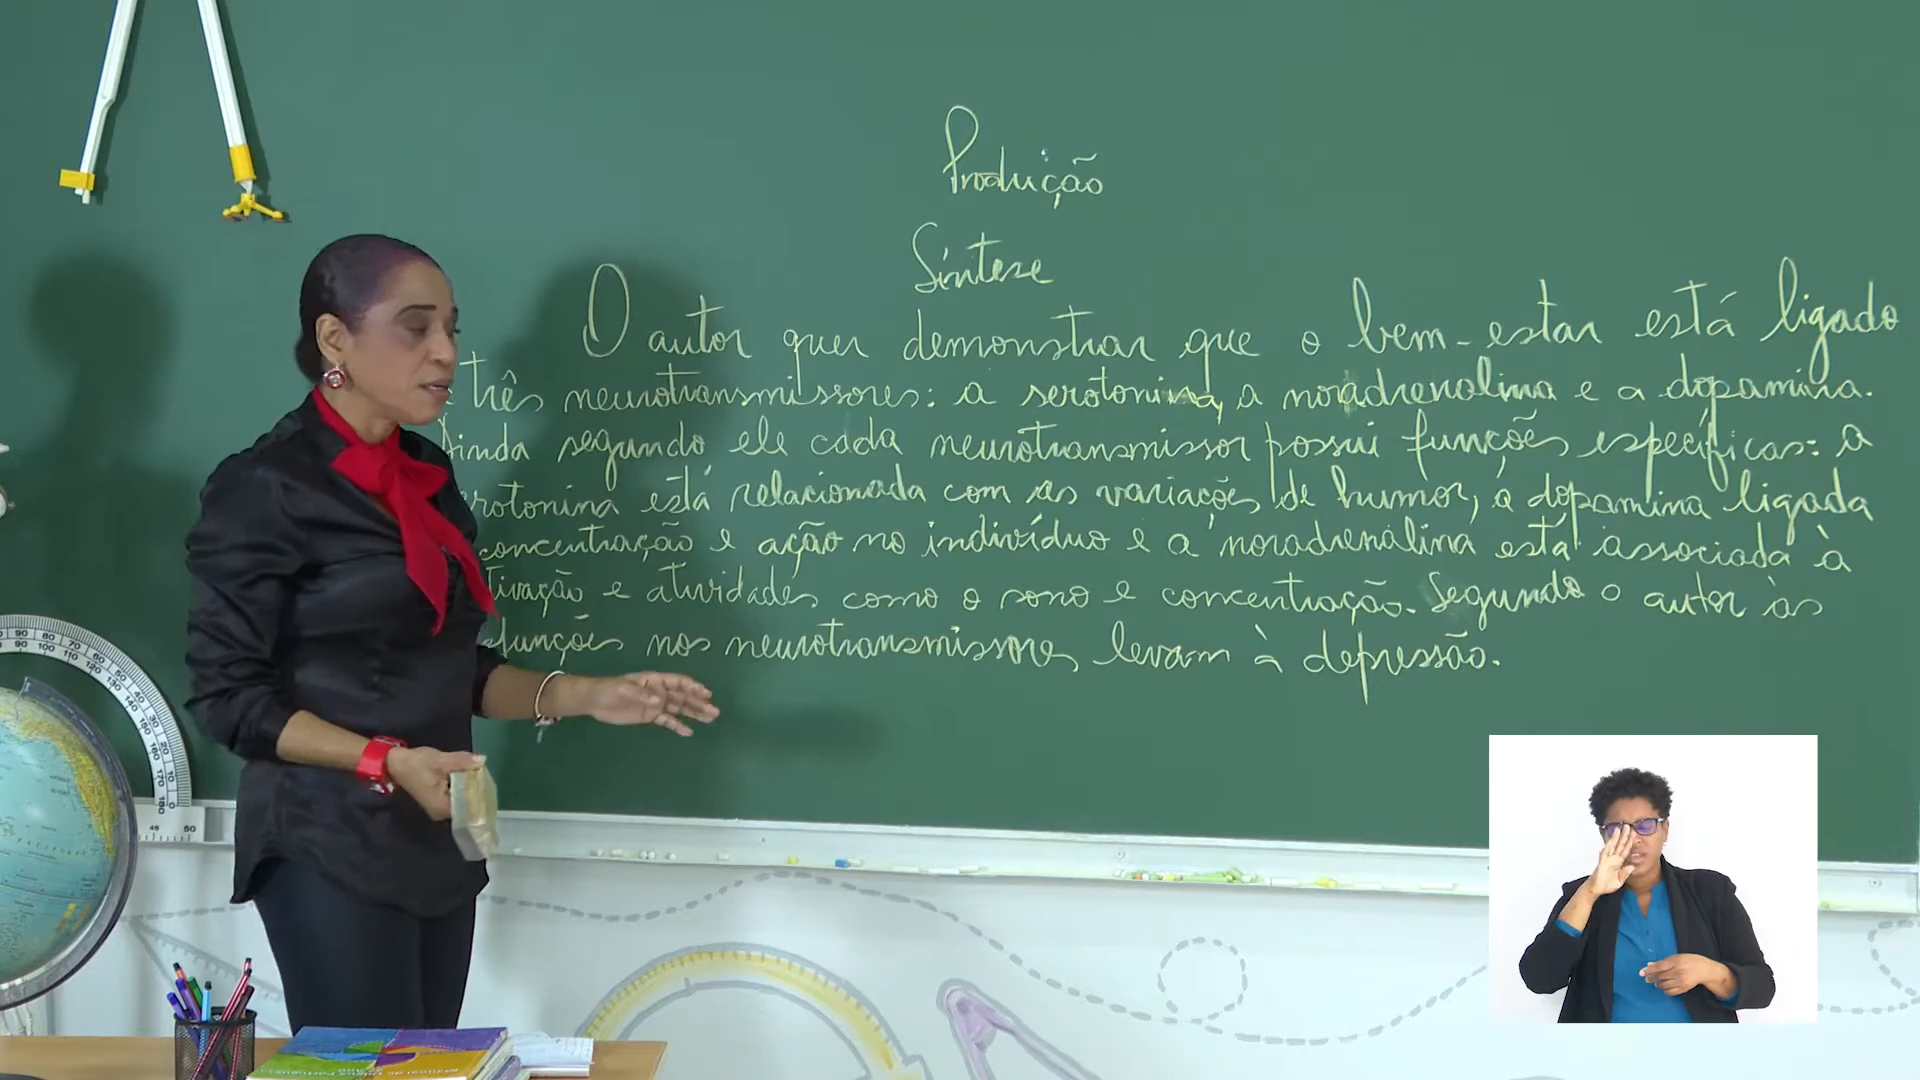 Produção
Síntese
O autor quer demonstrar que o bem-estar está ligado
três neurotransmissores: a serotonina, a noradrenalina e a dopamina.
Ainda segundo ele cada neurotransmissor possui funções específicas: a
rotonina está relacionada com as variações de humor, a dopamina ligada
concentração e ação no indivíduo e a noradrenalina está associada à
tivação e atividades como o sono e concentração. Segundo o autor as
funções nos neurotransmissores levam à depressão.